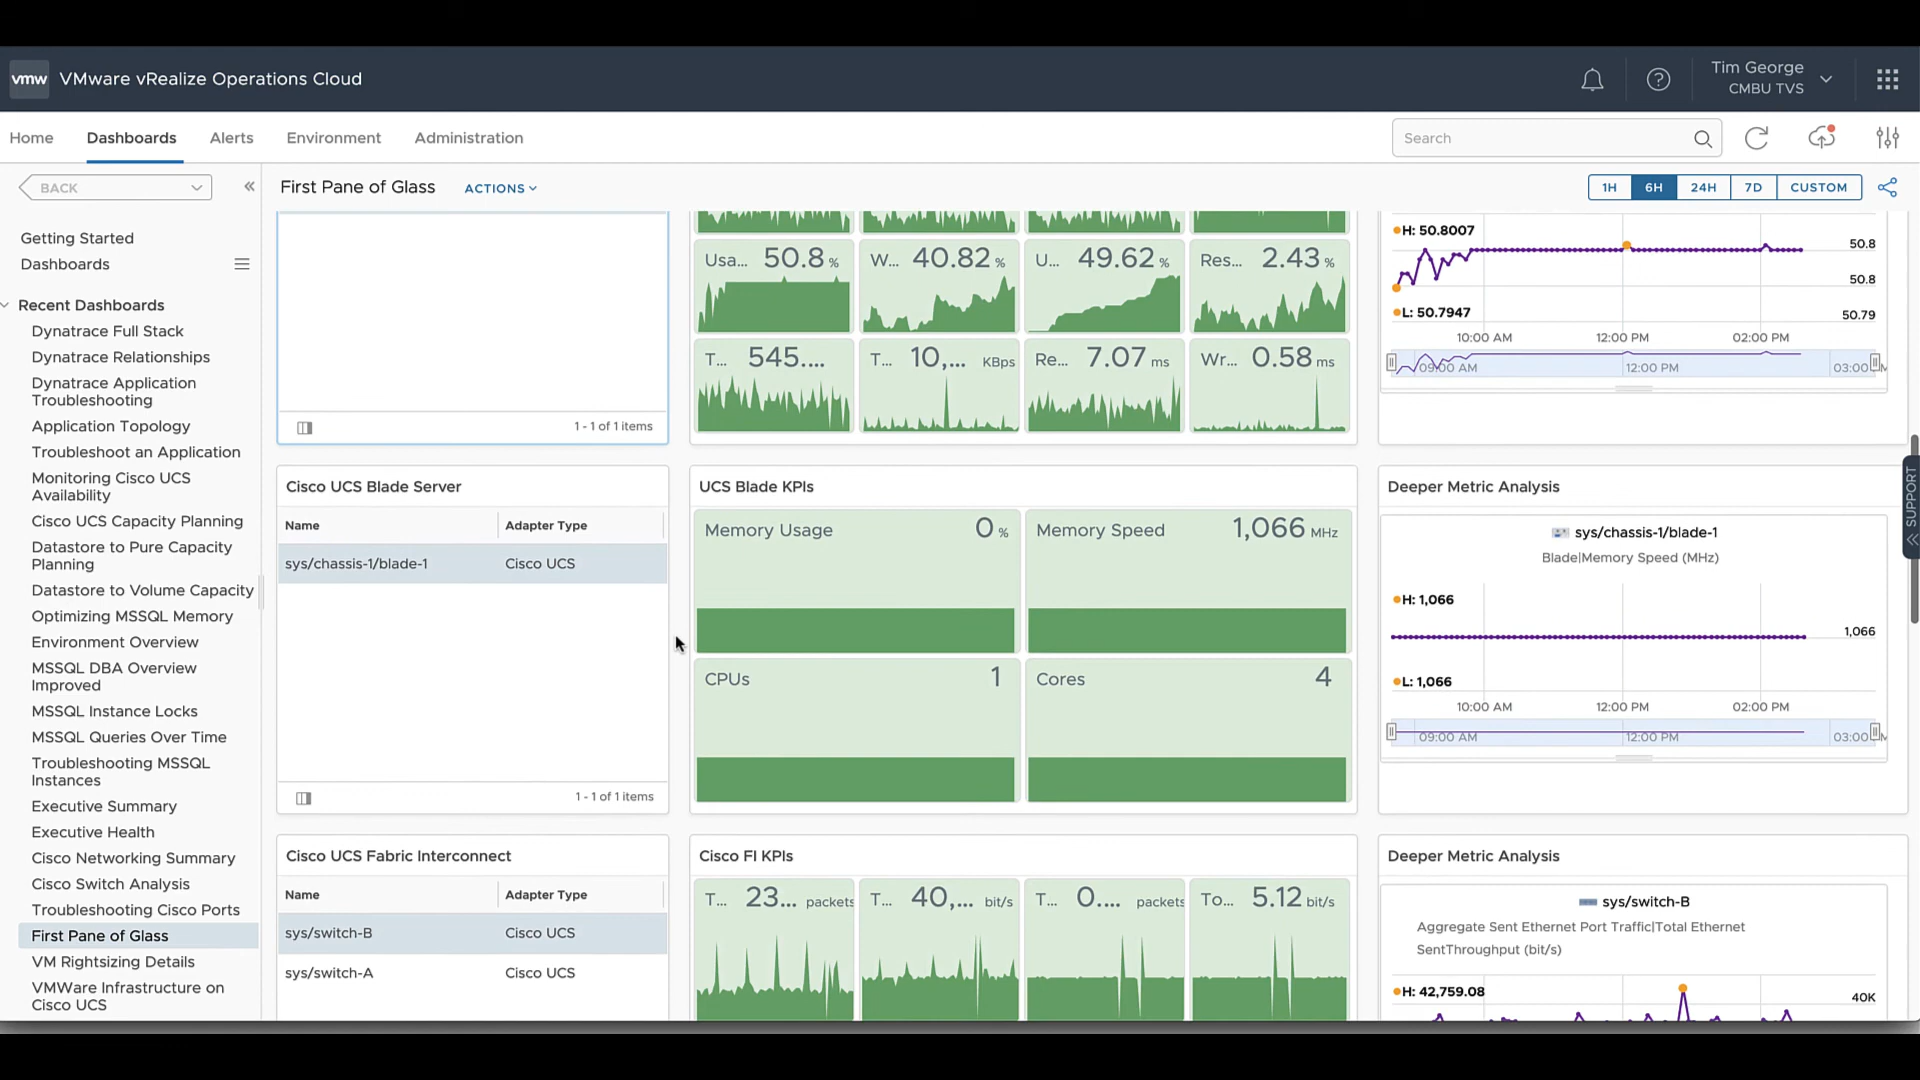 vmw VMware vRealize Operations Cloud
Tim George
CMBU TVS
Home Dashboards Alerts Environment Administration
Search
BACK
First Pane of Glass ACTIONS
1H 6H 24H 7D CUSTOM
Getting Started
Dashboards
Recent Dashboards
Dynatrace Full Stack
Dynatrace Relationships
Dynatrace Application
Troubleshooting
Application Topology
Troubleshoot an Application
Monitoring Cisco UCS
Availability
Cisco UCS Capacity Planning
Datastore to Pure Capacity
Planning
Datastore to Volume Capacity
Optimizing MSSQL Memory
Environment Overview
MSSQL DBA Overview
Improved
MSSQL Instance Locks
MSSQL Queries Over Time
Troubleshooting MSSQL
Instances
Executive Summary
Executive Health
Cisco Networking Summary
Cisco Switch Analysis
Troubleshooting Cisco Ports
First Pane of Glass
VM Rightsizing Details
VMWare Infrastructure on
Cisco UCS
1 - 1 of 1 items
Usa... 50.8 % W... 40.82 % U... 49.62 % Res... 2.43 %
T... 545.... T... 10,... KBps Re... 7.07 ms Wr... 0.58 ms
H: 50.8007
50.8
50.8
L: 50.7947
50.79
10:00 AM 12:00 PM 02:00 PM
09:00 AM 12:00 PM 03:00
Cisco UCS Blade Server
Name Adapter Type
sys/chassis-1/blade-1 Cisco UCS
1 - 1 of 1 items
UCS Blade KPIs
Memory Usage 0 % Memory Speed 1,066 MHz
CPUs 1 Cores 4
Deeper Metric Analysis
sys/chassis-1/blade-1
Blade|Memory Speed (MHz)
H: 1,066
1,066
L: 1,066
10:00 AM 12:00 PM 02:00 PM
09:00 AM 12:00 PM 03:00
SUPPORT
Cisco UCS Fabric Interconnect
Name Adapter Type
sys/switch-B Cisco UCS
sys/switch-A Cisco UCS
Cisco FI KPIs
T... 23... packets T... 40,... bit/s T... 0.... packets To... 5.12 bit/s
Deeper Metric Analysis
sys/switch-B
Aggregate Sent Ethernet Port Traffic|Total Ethernet
SentThroughput (bit/s)
H: 42,759.08
40K